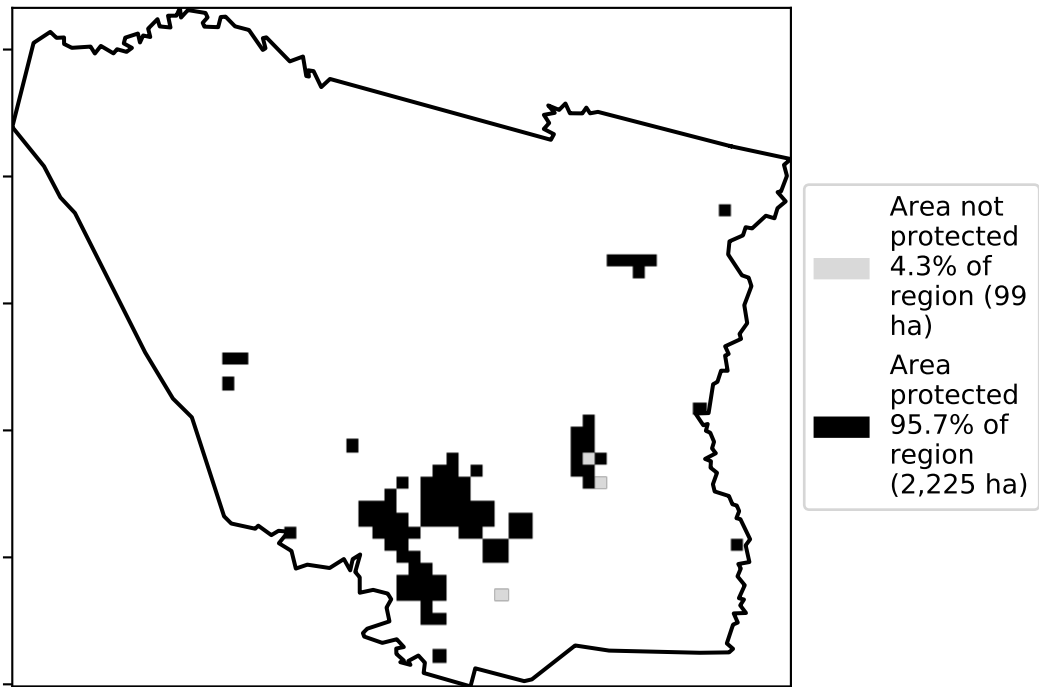 Area not
protected
4.3% of
region (99
ha)
Area
protected
95.7% of
region
(2,225 ha)